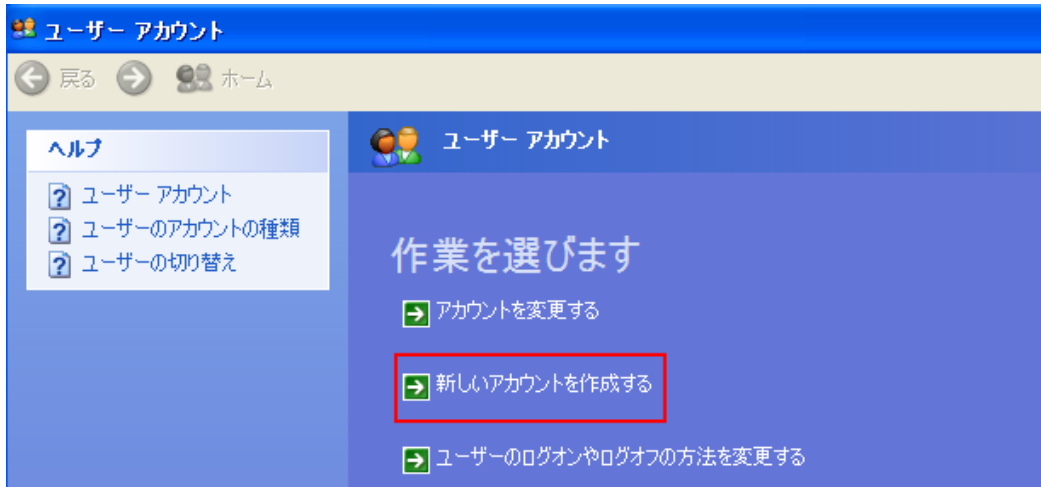 ユーザー アカウント
戻る ホーム
ヘルプ
ユーザー アカウント
ユーザーのアカウントの種類
ユーザーの切り替え
ユーザー アカウント
作業を選びます
アカウントを変更する
新しいアカウントを作成する
ユーザーのログオンやログオフの方法を変更する